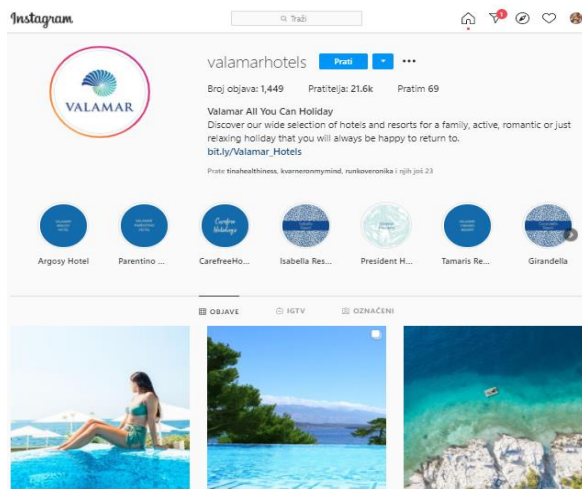 Instagram
Traži
1
VALAMAR
valamarhotels Prati
Broj objava: 1,449 Pratitelja: 21.6k Pratim 69
Valamar All You Can Holiday
Discover our wide selection of hotels and resorts for a family, active, romantic or just
relaxing holiday that you will always be happy to return to.
bit.ly/Valamar_Hotels
Prate tinahealthiness, kvarneronmymind, runkoveronika i njih još 23
Carefree
Holidays
Argosy Hotel Parentino ... CarefreeHo... Isabella Res... President H... Tamaris Re... Girandella
OBJAVE IGTV OZNAČENI